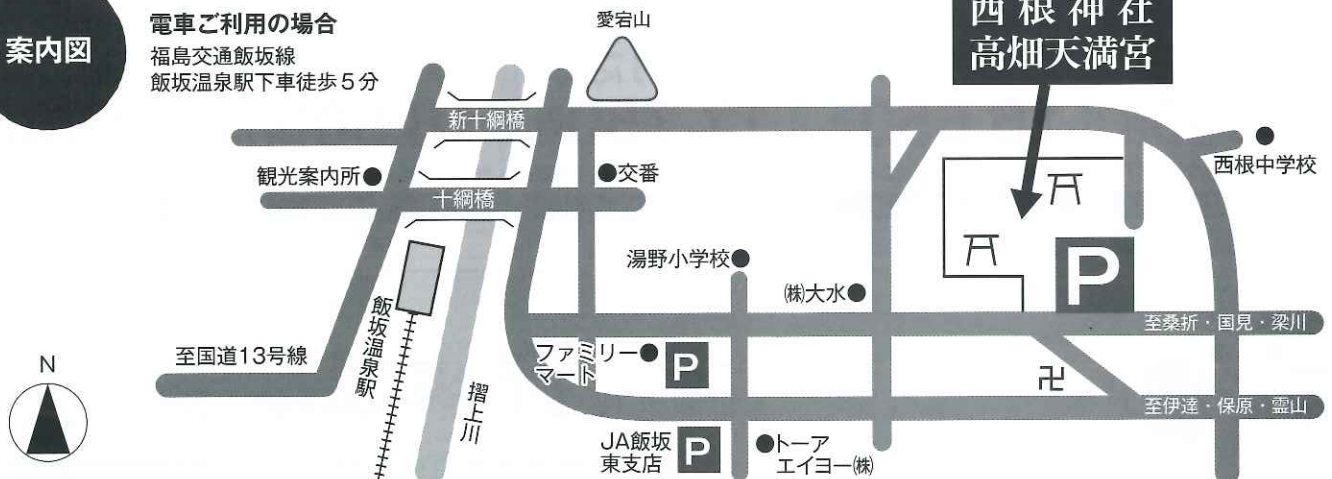 案内図
電車ご利用の場合
福島交通飯坂線
飯坂温泉駅下車徒歩5分
愛宕山
西根神社
高畑天満宮
新十綱橋
西根中学校
観光案内所
交番
十綱橋
湯野小学校
㈱大水
P
至桑折・国見・梁川
飯坂温泉駅
至国道13号線
ファミリー
マート
P
N
摺上川
卍
至伊達・保原・霊山
JA飯坂
東支店
P
トーア
エイヨー㈱